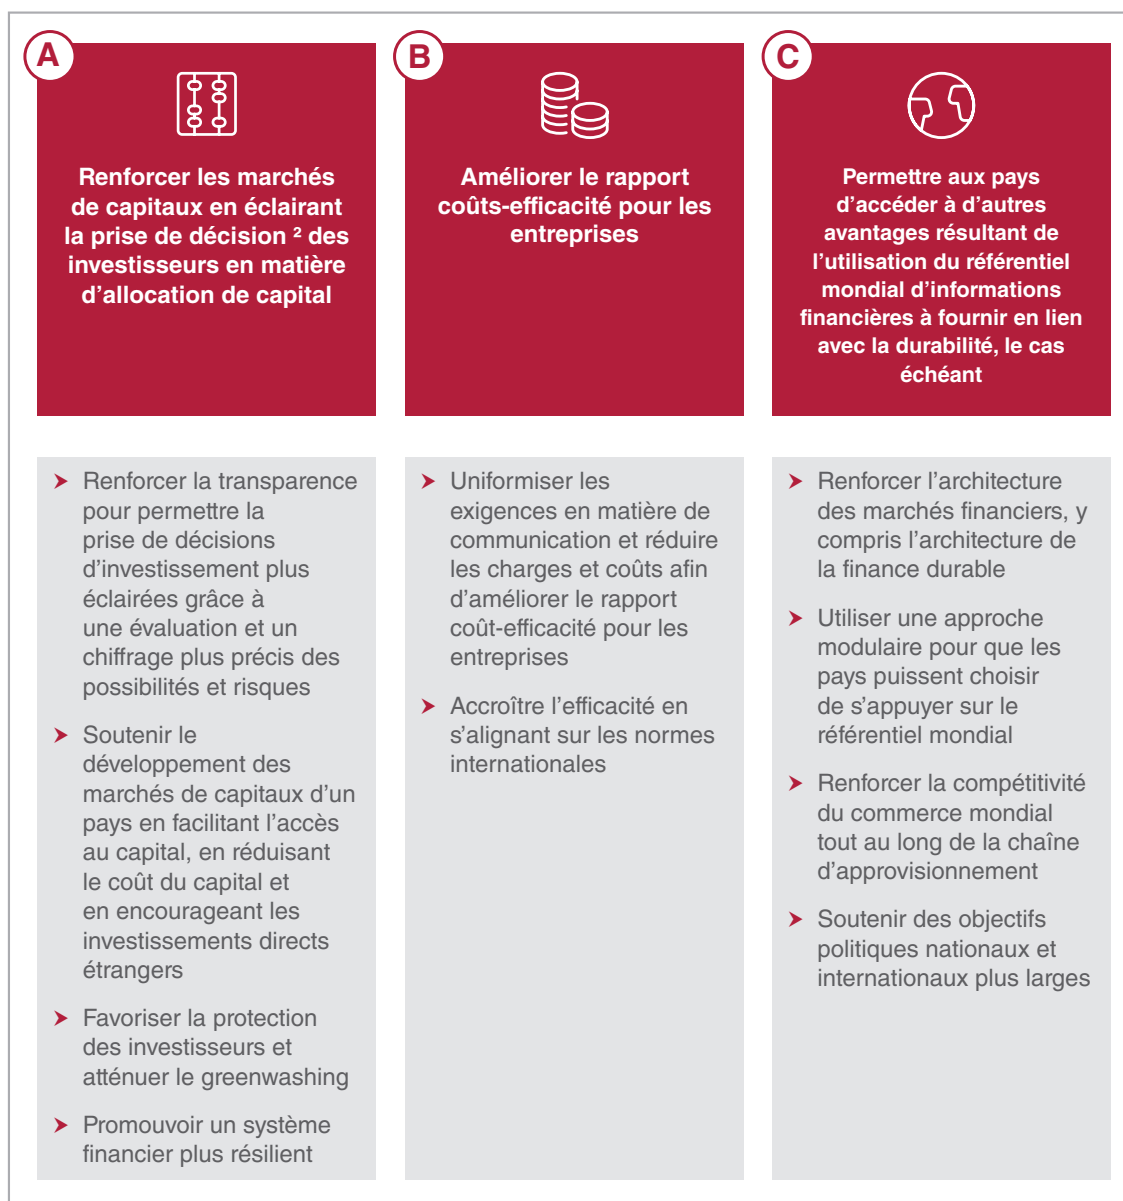 A
Renforcer les marchés
de capitaux en éclairant
la prise de décision ² des
investisseurs en matière
d’allocation de capital
➤ Renforcer la transparence
pour permettre la
prise de décisions
d’investissement plus
éclairées grâce à
une évaluation et un
chiffrage plus précis des
possibilités et risques
➤ Soutenir le
développement des
marchés de capitaux d’un
pays en facilitant l’accès
au capital, en réduisant
le coût du capital et
en encourageant les
investissements directs
étrangers
➤ Favoriser la protection
des investisseurs et
atténuer le greenwashing
➤ Promouvoir un système
financier plus résilient
B
Améliorer le rapport
coûts-efficacité pour les
entreprises
➤ Uniformiser les
exigences en matière de
communication et réduire
les charges et coûts afin
d’améliorer le rapport
coût-efficacité pour les
entreprises
➤ Accroître l’efficacité en
s’alignant sur les normes
internationales
C
Permettre aux pays
d’accéder à d’autres
avantages résultant de
l’utilisation du référentiel
mondial d’informations
financières à fournir en lien
avec la durabilité, le cas
échéant
➤ Renforcer l’architecture
des marchés financiers, y
compris l’architecture de
la finance durable
➤ Utiliser une approche
modulaire pour que les
pays puissent choisir
de s’appuyer sur le
référentiel mondial
➤ Renforcer la compétitivité
du commerce mondial
tout au long de la chaîne
d’approvisionnement
➤ Soutenir des objectifs
politiques nationaux et
internationaux plus larges